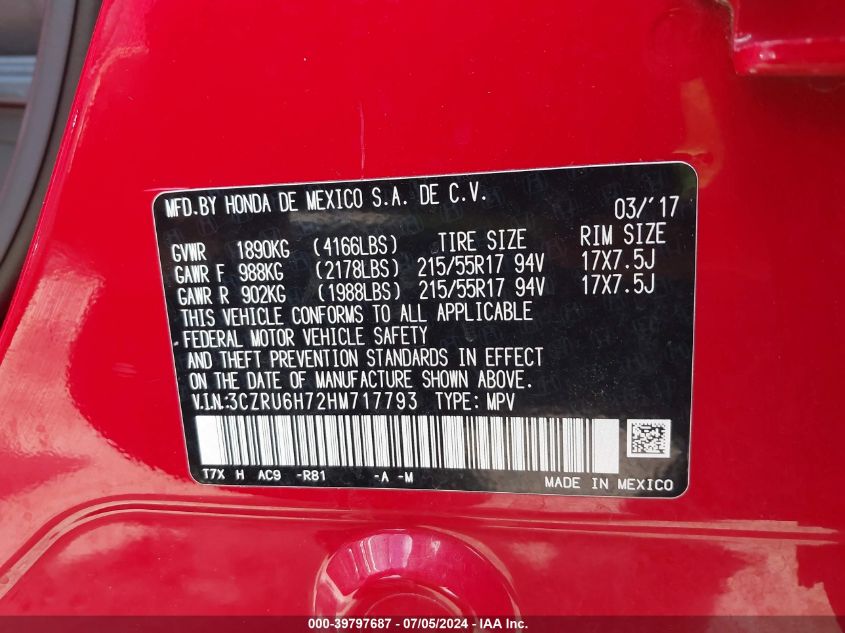 MFD.BY HONDA DE MEXICO S.A. DE C.V. 03/'17
GVWR 1890KG (4166LBS) TIRE SIZE RIM SIZE
GAWR F 988KG (2178LBS) 215/55R17 94V 17X7.5J
GAWR R 902KG (1988LBS) 215/55R17 94V 17X7.5J
THIS VEHICLE CONFORMS TO ALL APPLICABLE
FEDERAL MOTOR VEHICLE SAFETY
AND THEFT PREVENTION STANDARDS IN EFFECT
ON THE DATE OF MANUFACTURE SHOWN ABOVE.
V.I.N.:3CZRU6H72HM717793 TYPE: MPV
T7X H AC9 -R81 -A -M MADE IN MEXICO
000-39797687 - 07/05/2024 - IAA Inc.